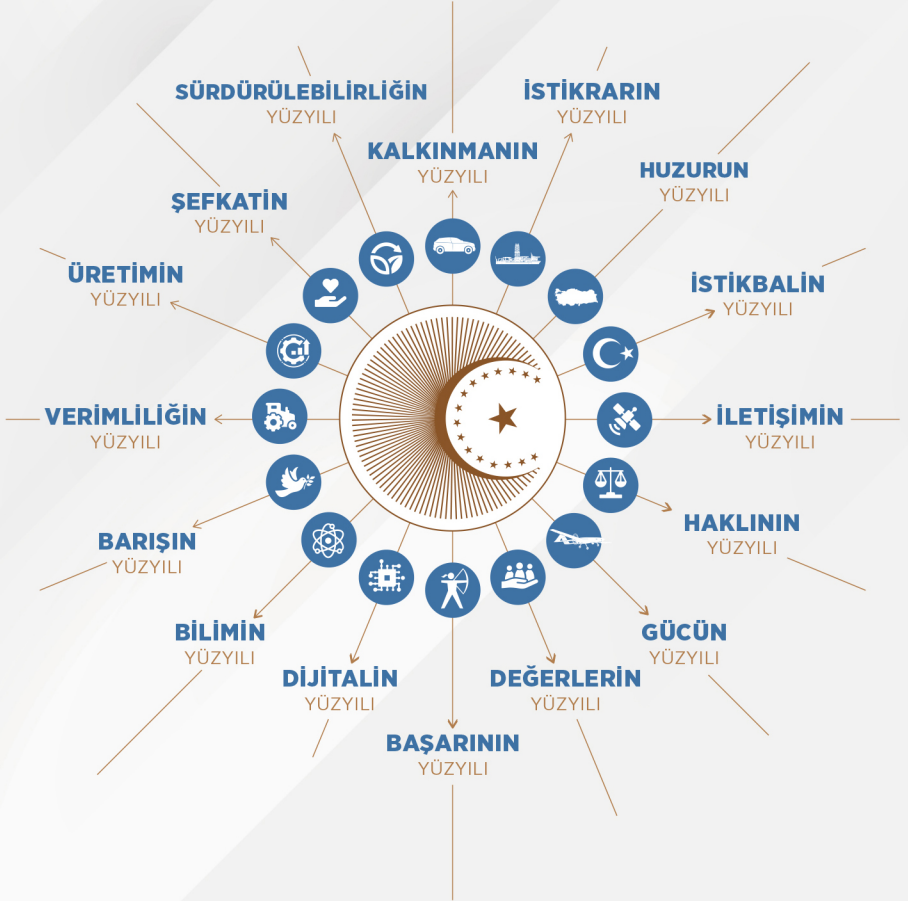 SÜRDÜRÜLEBİLİRLİĞİN
YÜZYILI
İSTİKRARIN
YÜZYILI
KALKINMANIN
YÜZYILI
HUZURUN
YÜZYILI
ŞEFKATİN
YÜZYILI
ÜRETİMİN
YÜZYILI
İSTİKBALİN
YÜZYILI
VERİMLİLİĞİN
YÜZYILI
İLETİŞİMİN
YÜZYILI
BARIŞIN
YÜZYILI
HAKLININ
YÜZYILI
BİLİMİN
YÜZYILI
GÜCÜN
YÜZYILI
DİJİTALİN
YÜZYILI
DEĞERLERİN
YÜZYILI
BAŞARININ
YÜZYILI